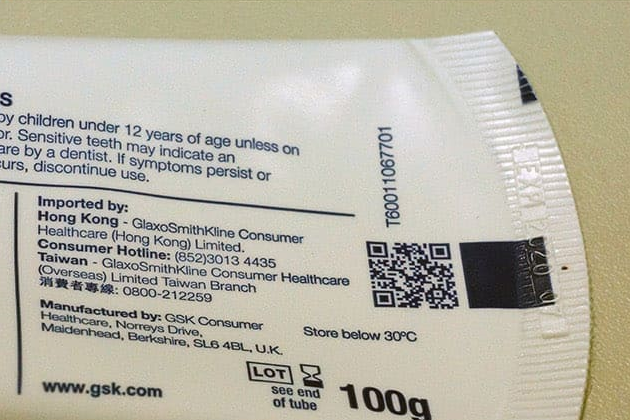 s
by children under 12 years of age unless on
or. Sensitive teeth may indicate an
are by a dentist. If symptoms persist or
curs, discontinue use.
Imported by:
Hong Kong - GlaxoSmithKline Consumer
Healthcare (Hong Kong) Limited.
Consumer Hotline: (852)3013 4435
Taiwan - GlaxoSmithKline Consumer Healthcare
(Overseas) Limited Taiwan Branch
消費者專線: 0800-212259
Manufactured by: GSK Consumer
Healthcare, Norreys Drive,
Maidenhead, Berkshire, SL6 4BL, U.K.
www.gsk.com
T60011067701
Store below 30ºC
LOT
see end
of tube
100g